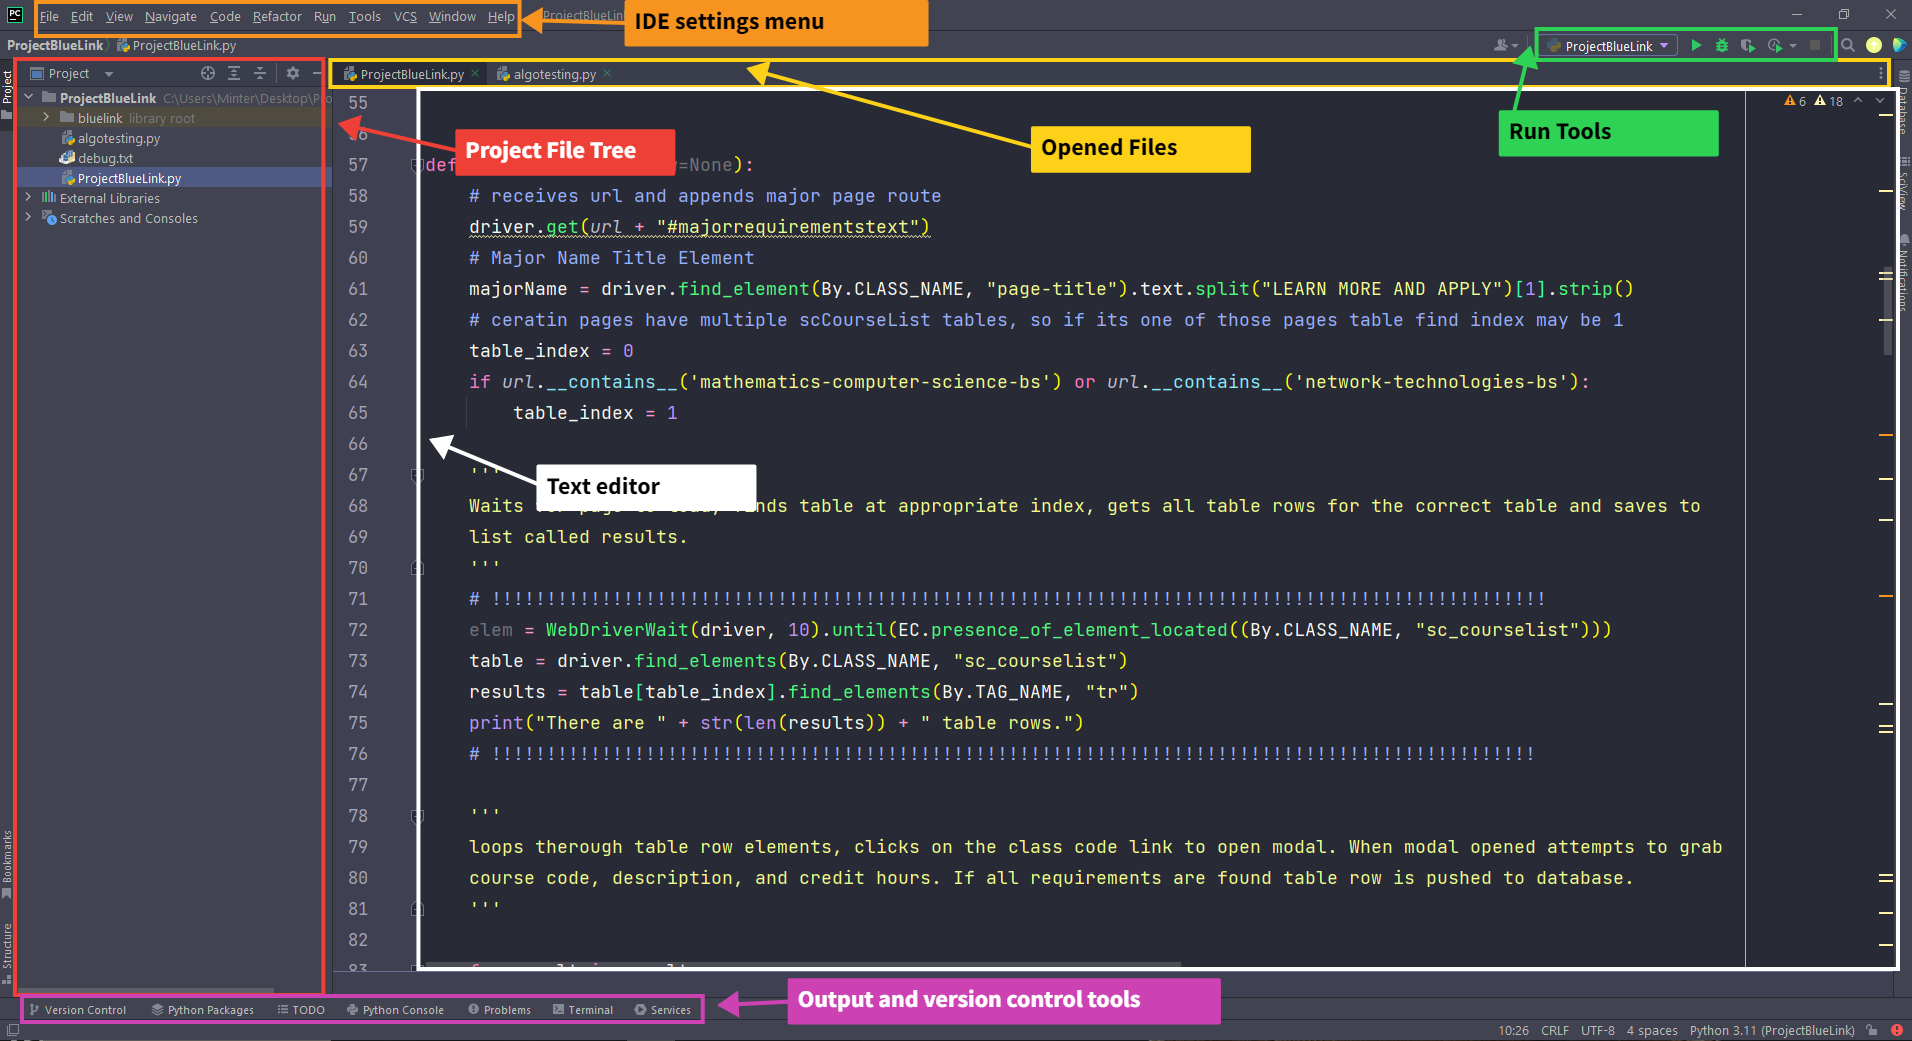 PC File Edit View Navigate Code Refactor Run Tools VCS Window Help
IDE settings menu
ProjectBlueLink ProjectBlueLink.py
ProjectBlueLink
Project
ProjectBlueLink.py algotesting.py
ProjectBlueLink C:\Users\Minter\Desktop\Pro
bluelink library root
algotesting.py
debug.txt
ProjectBlueLink.py
External Libraries
Scratches and Consoles
Project
Bookmarks
Structure
Project File Tree
Opened Files
Run Tools
6 18
Database
SciView
Notifications
55
56
57 def =None):
58 # receives url and appends major page route
59 driver.get(url + "#majorrequirementstext")
60 # Major Name Title Element
61 majorName = driver.find_element(By.CLASS_NAME, "page-title").text.split("LEARN MORE AND APPLY")[1].strip()
62 # ceratin pages have multiple scCourseList tables, so if its one of those pages table find index may be 1
63 table_index = 0
64 if url.__contains__('mathematics-computer-science-bs') or url.__contains__('network-technologies-bs'):
65 table_index = 1
66
67 '''
Text editor
68 Waits table at appropriate index, gets all table rows for the correct table and saves to
69 list called results.
70 '''
71 # !!!!!!!!!!!!!!!!!!!!!!!!!!!!!!!!!!!!!!!!!!!!!!!!!!!!!!!!!!!!!!!!!!!!!!!!!!!!!!!!!!!!!!!!!!!!!!!!
72 elem = WebDriverWait(driver, 10).until(EC.presence_of_element_located((By.CLASS_NAME, "sc_courselist")))
73 table = driver.find_elements(By.CLASS_NAME, "sc_courselist")
74 results = table[table_index].find_elements(By.TAG_NAME, "tr")
75 print("There are " + str(len(results)) + " table rows.")
76 # !!!!!!!!!!!!!!!!!!!!!!!!!!!!!!!!!!!!!!!!!!!!!!!!!!!!!!!!!!!!!!!!!!!!!!!!!!!!!!!!!!!!!!!!!!!!!!!
77
78 '''
79 loops therough table row elements, clicks on the class code link to open modal. When modal opened attempts to grab
80 course code, description, and credit hours. If all requirements are found table row is pushed to database.
81 '''
82
83
Output and version control tools
Version Control Python Packages TODO Python Console Problems Terminal Services
10:26 CRLF UTF-8 4 spaces Python 3.11 (ProjectBlueLink)